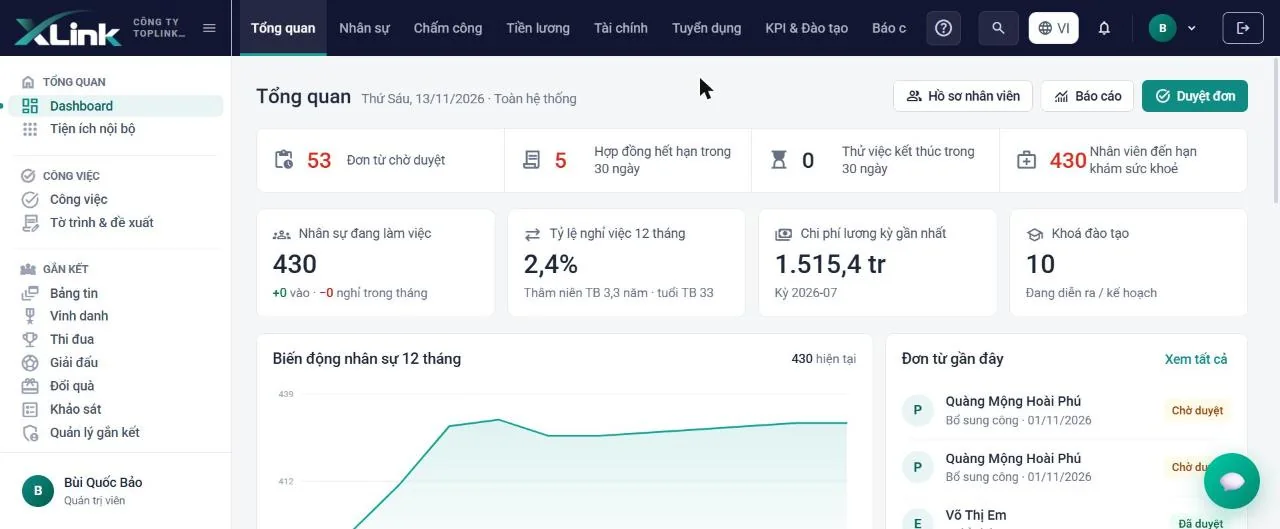 XLink
CÔNG TY
TOPLINK...
Tổng quan
Nhân sự
Chấm công
Tiền lương
Tài chính
Tuyển dụng
KPI & Đào tạo
Báo c
VI
B
TỔNG QUAN
Dashboard
Tiện ích nội bộ
CÔNG VIỆC
Công việc
Tờ trình & đề xuất
GẮN KẾT
Bảng tin
Vinh danh
Thi đua
Giải đấu
Đổi quà
Khảo sát
Quản lý gắn kết
B
Bùi Quốc Bảo
Quản trị viên
Tổng quan
Thứ Sáu, 13/11/2026 · Toàn hệ thống
Hồ sơ nhân viên
Báo cáo
Duyệt đơn
53 Đơn từ chờ duyệt
5 Hợp đồng hết hạn trong
30 ngày
0 Thử việc kết thúc trong
30 ngày
430 Nhân viên đến hạn
khám sức khoẻ
Nhân sự đang làm việc
430
+0 vào · −0 nghỉ trong tháng
Tỷ lệ nghỉ việc 12 tháng
2,4%
Thâm niên TB 3,3 năm · tuổi TB 33
Chi phí lương kỳ gần nhất
1.515,4 tr
Kỳ 2026-07
Khoá đào tạo
10
Đang diễn ra / kế hoạch
Biến động nhân sự 12 tháng
430 hiện tại
439
412
Đơn từ gần đây
Xem tất cả
P
Quàng Mộng Hoài Phú
Bổ sung công · 01/11/2026
Chờ duyệt
P
Quàng Mộng Hoài Phú
Bổ sung công · 01/11/2026
Chờ du
E
Võ Thị Em
Đã duyệt